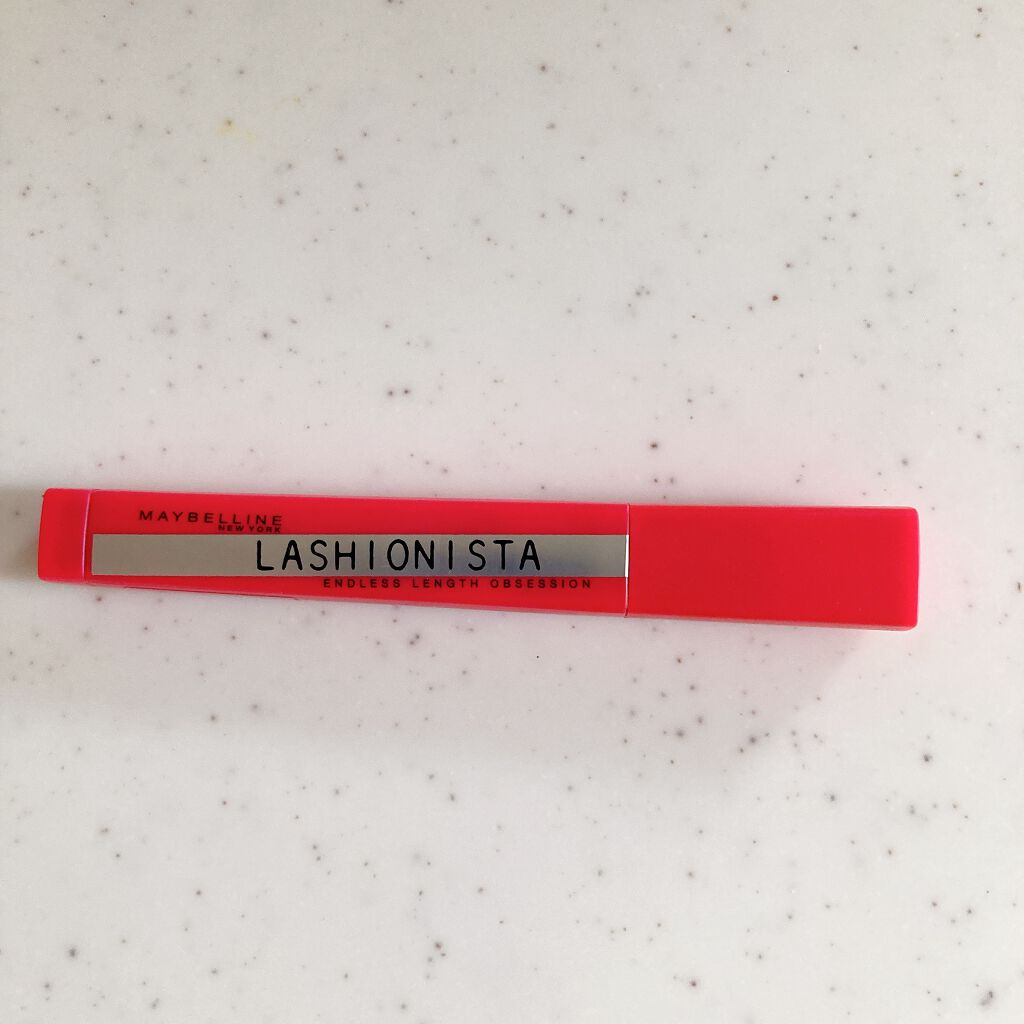 MAYBELLINE
NEW YORK
LASHIONISTA
ENDLESS LENGTH OBSESSION